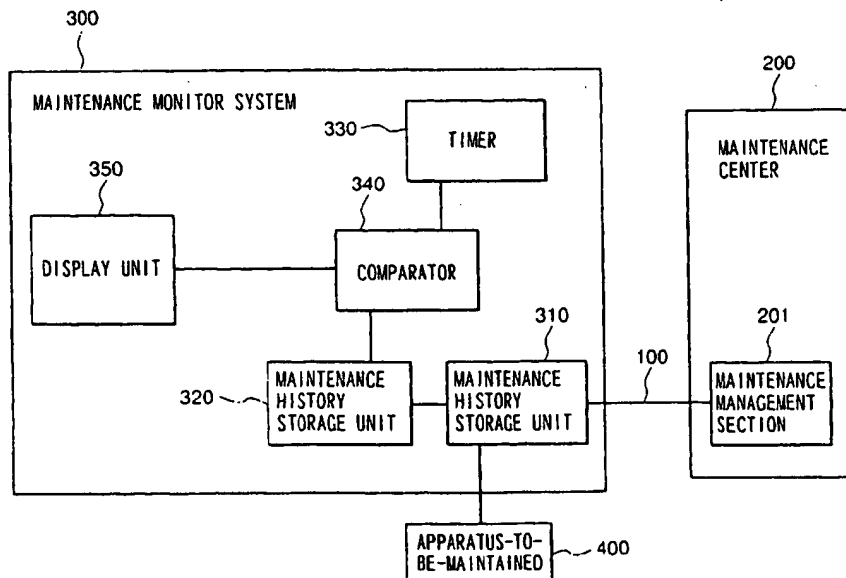 300
MAINTENANCE MONITOR SYSTEM
330
TIMER
200
MAINTENANCE
CENTER
350
DISPLAY UNIT
340
COMPARATOR
320
MAINTENANCE
HISTORY
STORAGE UNIT
310
MAINTENANCE
HISTORY
STORAGE UNIT
100
201
MAINTENANCE
MANAGEMENT
SECTION
APPARATUS-TO-
BE-MAINTAINED
400